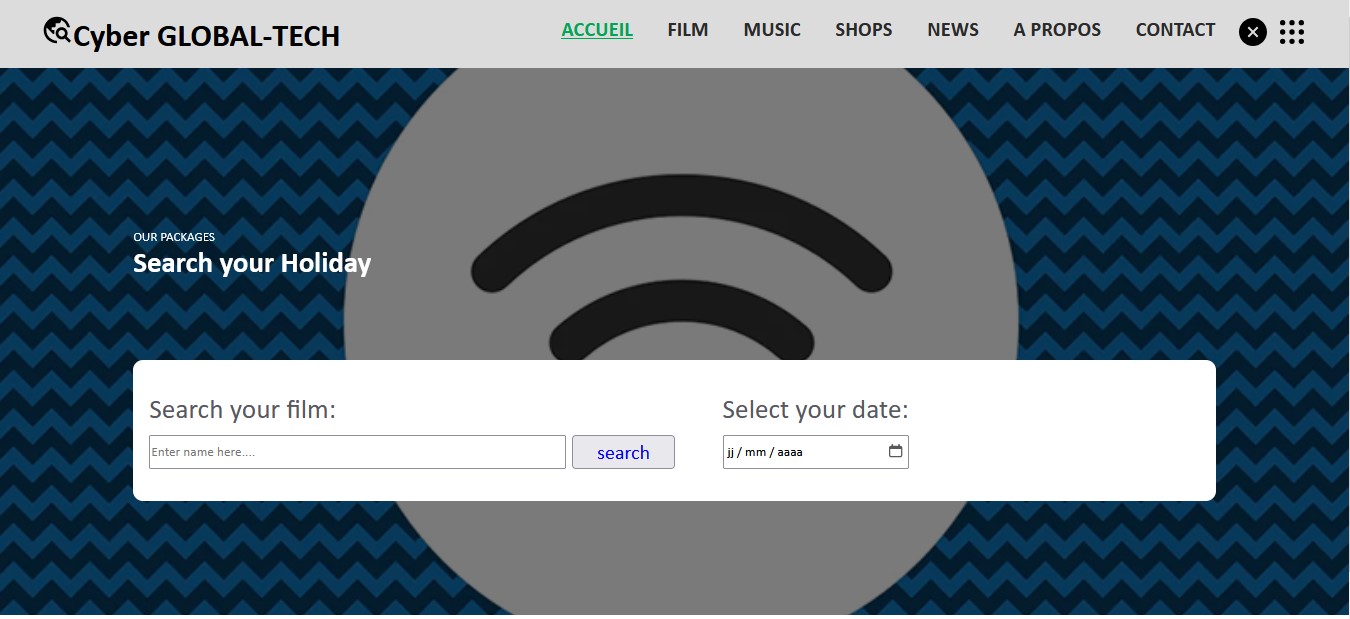 Cyber GLOBAL-TECH
ACCUEIL FILM MUSIC SHOPS NEWS A PROPOS CONTACT
OUR PACKAGES
Search your Holiday
Search your film:
Enter name here....
search
Select your date:
jj / mm / aaaa